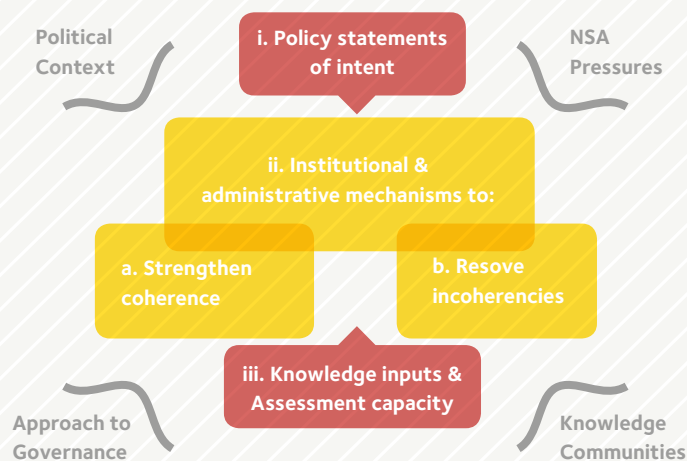 Political
Context
i. Policy statements
of intent
NSA
Pressures
ii. Institutional &
administrative mechanisms to:
a. Strengthen
coherence
b. Resove
incoherencies
iii. Knowledge inputs &
Assessment capacity
Approach to
Governance
Knowledge
Communities